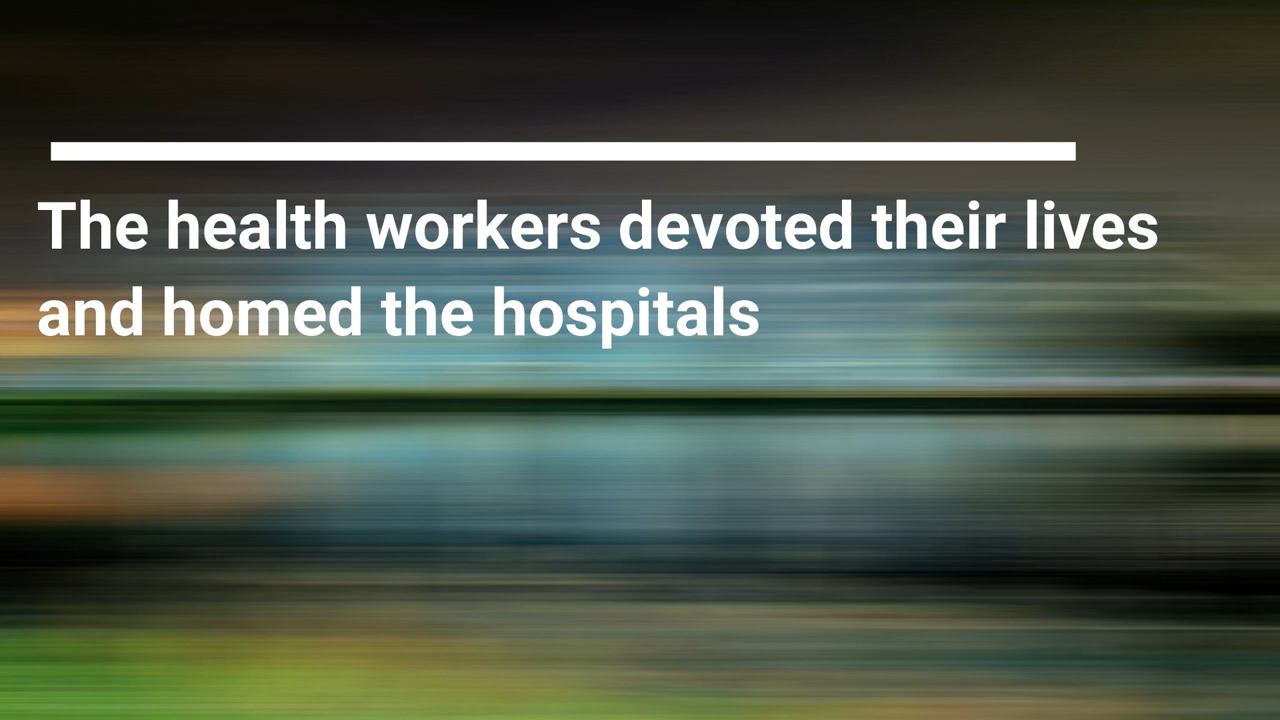 The health workers devoted their lives
and homed the hospitals